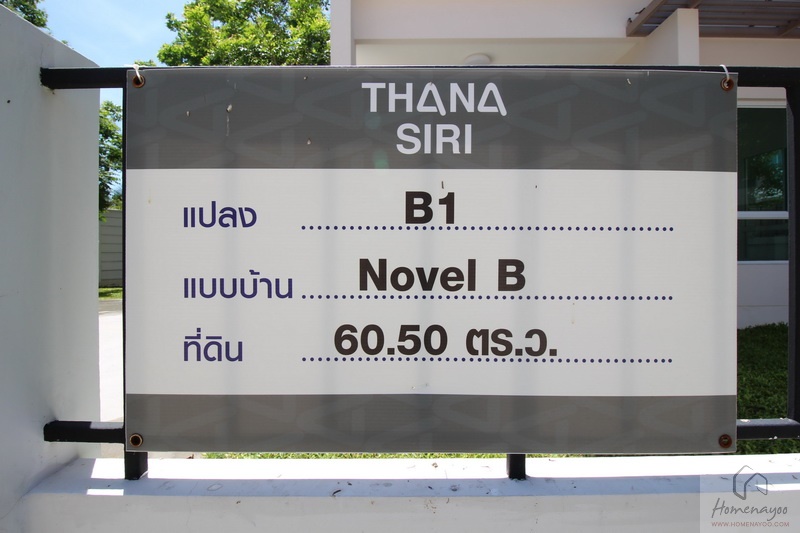 THANA
SIRI
แปลง B1
แบบบ้าน Novel B
ที่ดิน 60.50 ตร.ว.
Homenayoo
WWW.HOMENAYOO.COM